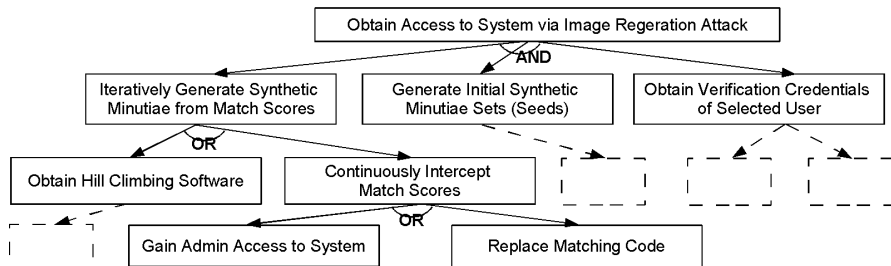 Obtain Access to System via Image Regeration Attack
AND
Iteratively Generate Synthetic
Minutiae from Match Scores
Generate Initial Synthetic
Minutiae Sets (Seeds)
Obtain Verification Credentials
of Selected User
OR
Obtain Hill Climbing Software
Continuously Intercept
Match Scores
OR
Gain Admin Access to System
Replace Matching Code